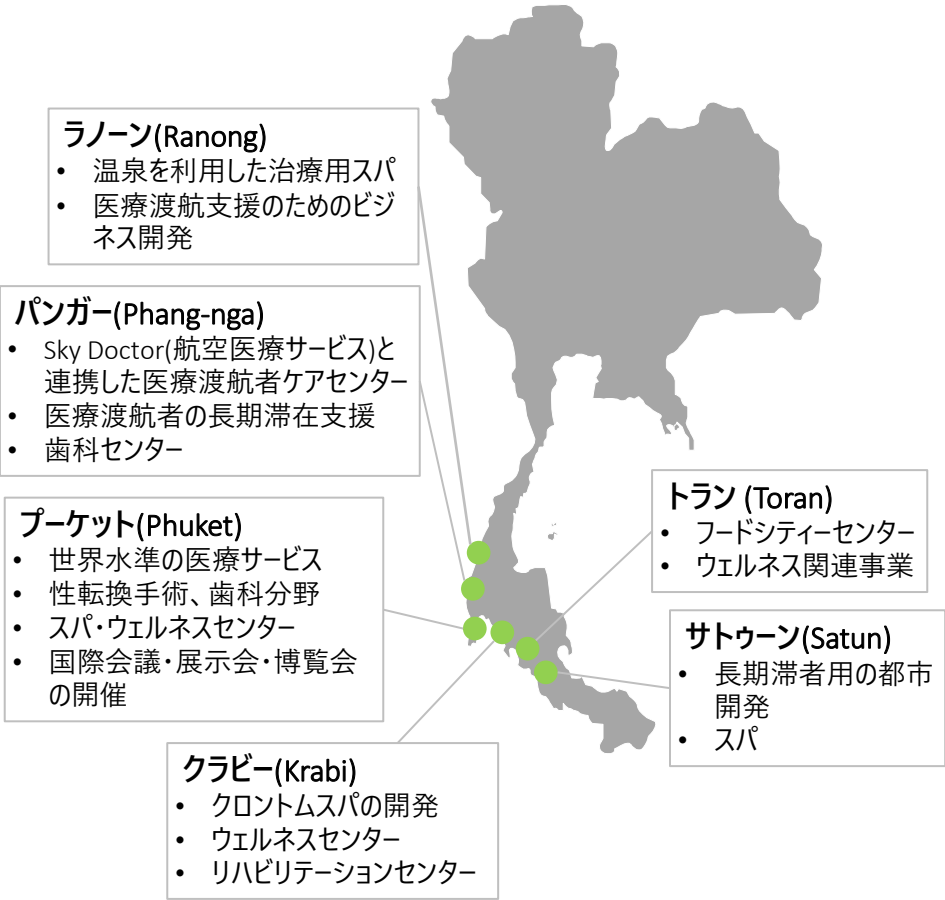 ラノーン(Ranong)
• 温泉を利用した治療用スパ
• 医療渡航支援のためのビジ
ネス開発
パンガー(Phang-nga)
• Sky Doctor(航空医療サービス)と
連携した医療渡航者ケアセンター
• 医療渡航者の長期滞在支援
• 歯科センター
プーケット(Phuket)
• 世界水準の医療サービス
• 性転換手術、歯科分野
• スパ・ウェルネスセンター
• 国際会議・展示会・博覧会
の開催
クラビー(Krabi)
• クロントムスパの開発
• ウェルネスセンター
• リハビリテーションセンター
トラン (Toran)
• フードシティーセンター
• ウェルネス関連事業
サトゥーン(Satun)
• 長期滞者用の都市
開発
• スパ